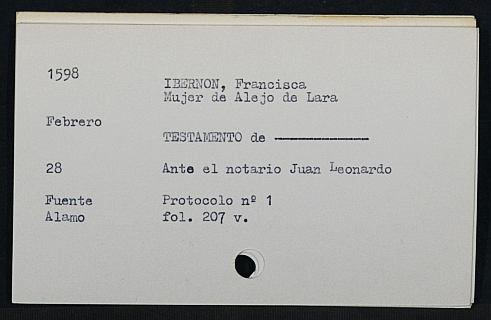 1598
IBERNON, Francisca
Mujer de Alejo de Lara
Febrero
TESTAMENTO de ——————
28
Ante el notario Juan Leonardo
Fuente
Alamo
Protocolo nº 1
fol. 207 v.